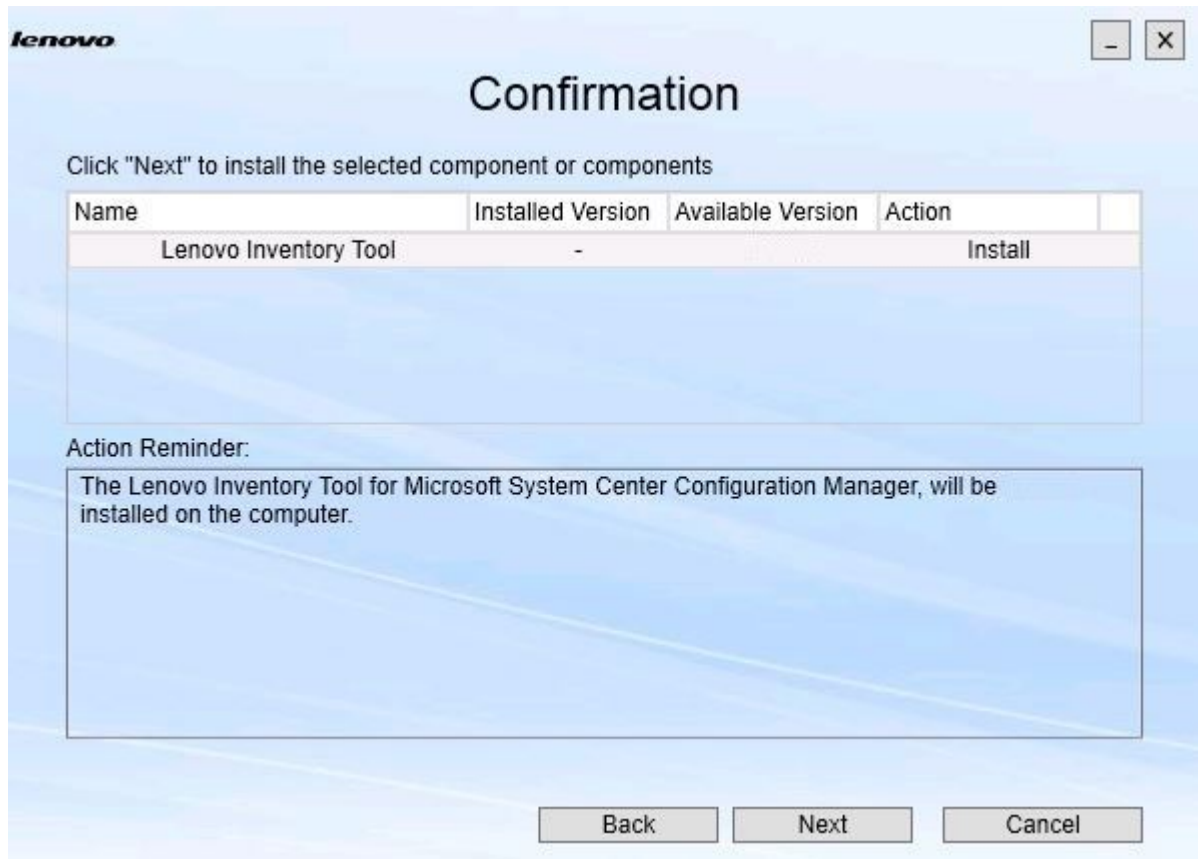 lenovo
Confirmation
Click "Next" to install the selected component or components
Name Installed Version Available Version Action
Lenovo Inventory Tool - Install
Action Reminder:
The Lenovo Inventory Tool for Microsoft System Center Configuration Manager, will be
installed on the computer.
Back Next Cancel